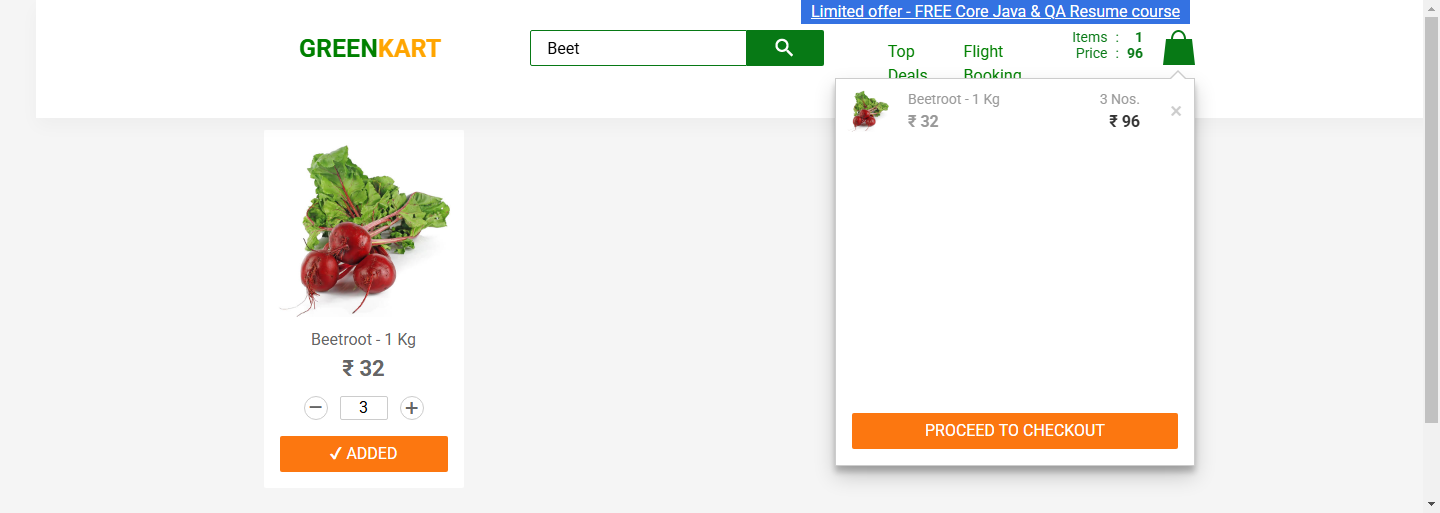 Limited offer - FREE Core Java & QA Resume course
GREENKART
Beet
Top Deals
Flight Booking
Items : 1
Price : 96
Beetroot - 1 Kg
₹ 32
3 Nos.
₹ 96
×
Beetroot - 1 Kg
₹ 32
− 3 +
✓ ADDED
PROCEED TO CHECKOUT